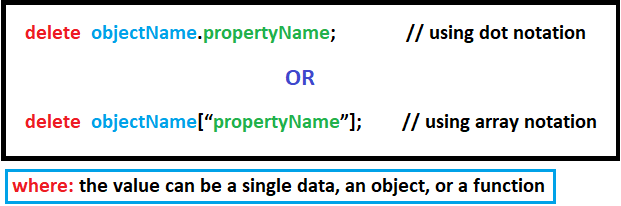 delete objectName.propertyName; // using dot notation
OR
delete objectName[“propertyName”]; // using array notation
where: the value can be a single data, an object, or a function